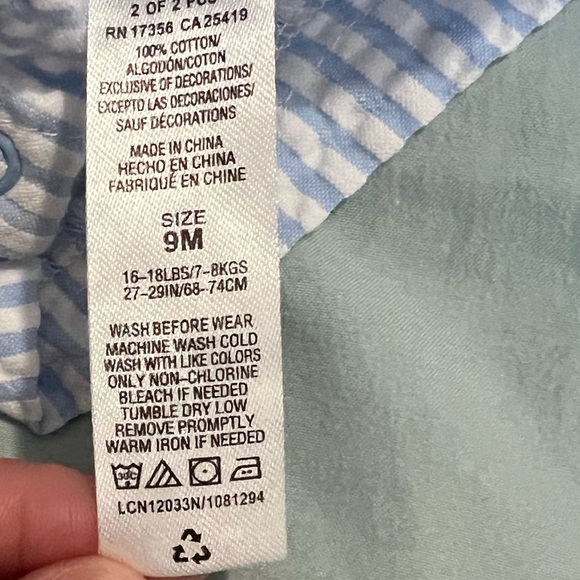 2 OF 2 PCS
RN 17356 CA 25419
100% COTTON/
ALGODÓN/COTON
EXCLUSIVE OF DECORATIONS/
EXCEPTO LAS DECORACIONES/
SAUF DÉCORATIONS
MADE IN CHINA
HECHO EN CHINA
FABRIQUÉ EN CHINE
SIZE
9M
16-18LBS/7-8KGS
27-29IN/68-74CM
WASH BEFORE WEAR
MACHINE WASH COLD
WASH WITH LIKE COLORS
ONLY NON-CHLORINE
BLEACH IF NEEDED
TUMBLE DRY LOW
REMOVE PROMPTLY
WARM IRON IF NEEDED
30C
LCN12033N/1081294